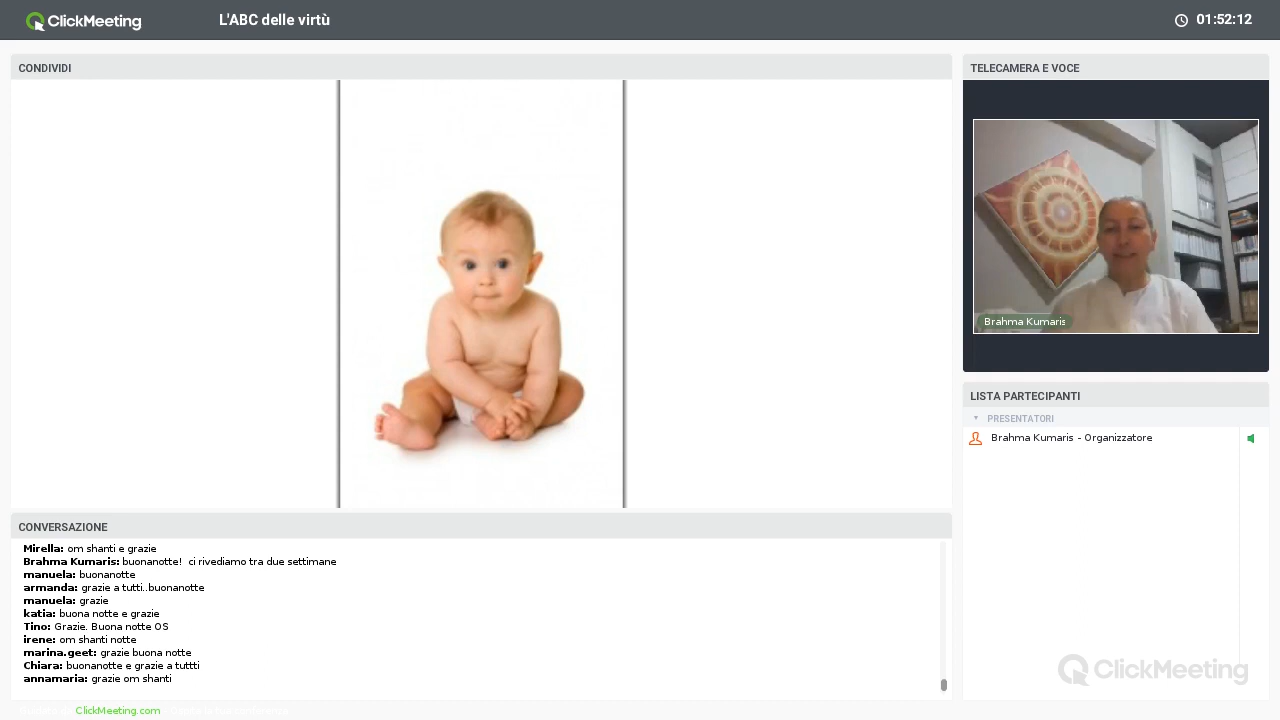 ClickMeeting
L'ABC delle virtù
01:52:12
CONDIVIDI
TELECAMERA E VOCE
Brahma Kumaris
LISTA PARTECIPANTI
PRESENTATORI
Brahma Kumaris - Organizzatore
CONVERSAZIONE
Mirella: om shanti e grazie
Brahma Kumaris: buonanotte! ci rivediamo tra due settimane
manuela: buonanotte
armanda: grazie a tutti..buonanotte
manuela: grazie
katia: buona notte e grazie
Tino: Grazie. Buona notte OS
irene: om shanti notte
marina.geet: grazie buona notte
Chiara: buonanotte e grazie a tuttti
annamaria: grazie om shanti
ClickMeeting
ClickMeeting.com